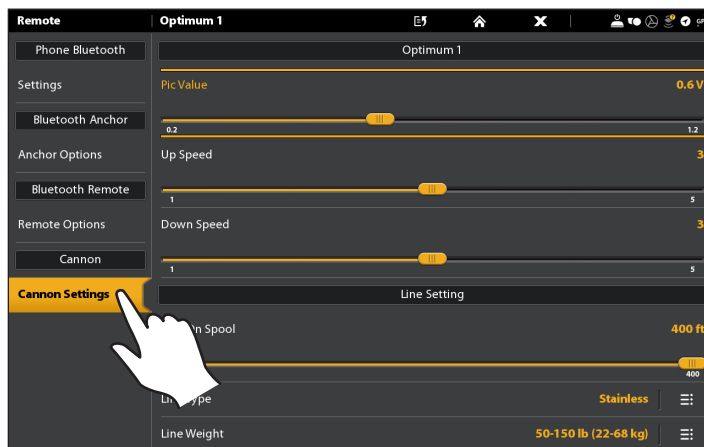 Remote
Optimum 1
Phone Bluetooth
Settings
Bluetooth Anchor
Anchor Options
Bluetooth Remote
Remote Options
Cannon
Cannon Settings
Optimum 1
Pic Value 0.6 V
0.2 1.2
Up Speed 3
1 5
Down Speed 3
1 5
Line Setting
On Spool 400 ft
400
Type Stainless
Line Weight 50-150 lb (22-68 kg)